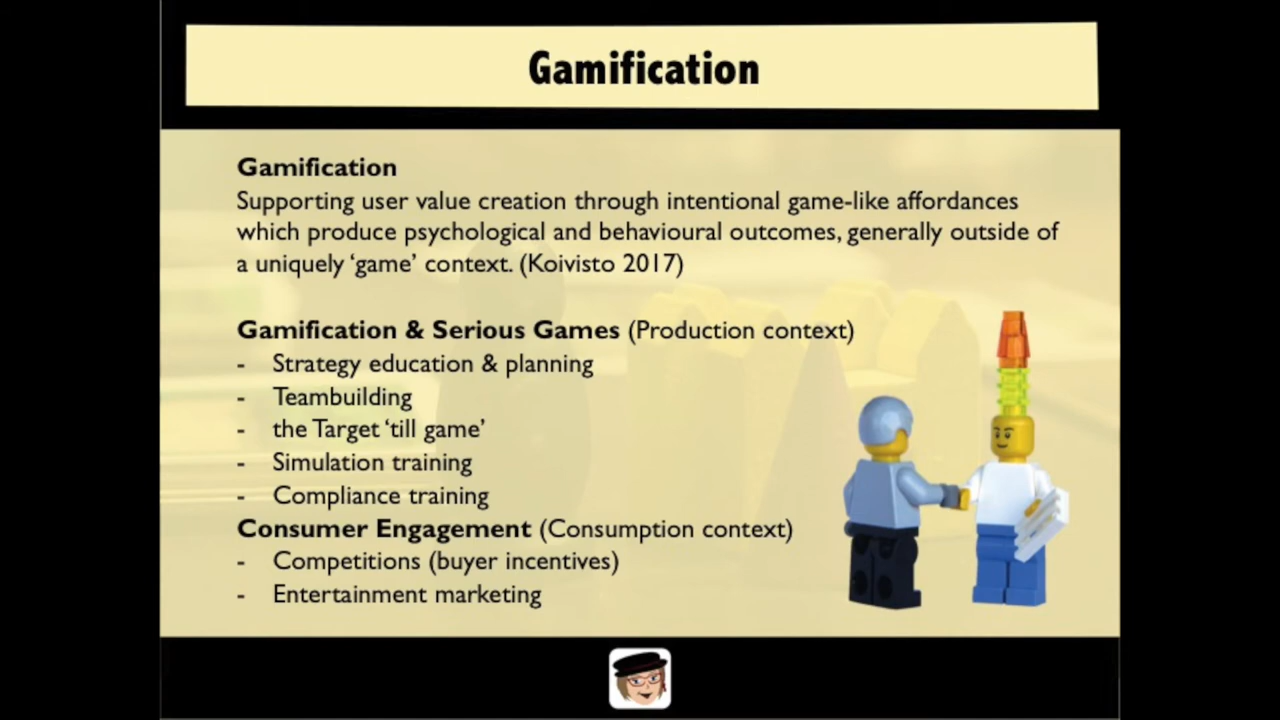 Gamification
Gamification
Supporting user value creation through intentional game-like affordances
which produce psychological and behavioural outcomes, generally outside of
a uniquely ‘game’ context. (Koivisto 2017)
Gamification & Serious Games (Production context)
- Strategy education & planning
- Teambuilding
- the Target ‘till game’
- Simulation training
- Compliance training
Consumer Engagement (Consumption context)
- Competitions (buyer incentives)
- Entertainment marketing